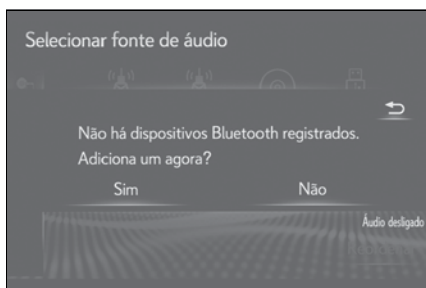 Selecionar fonte de áudio
Não há dispositivos Bluetooth registrados.
Adiciona um agora?
Sim Não
Áudio desligado